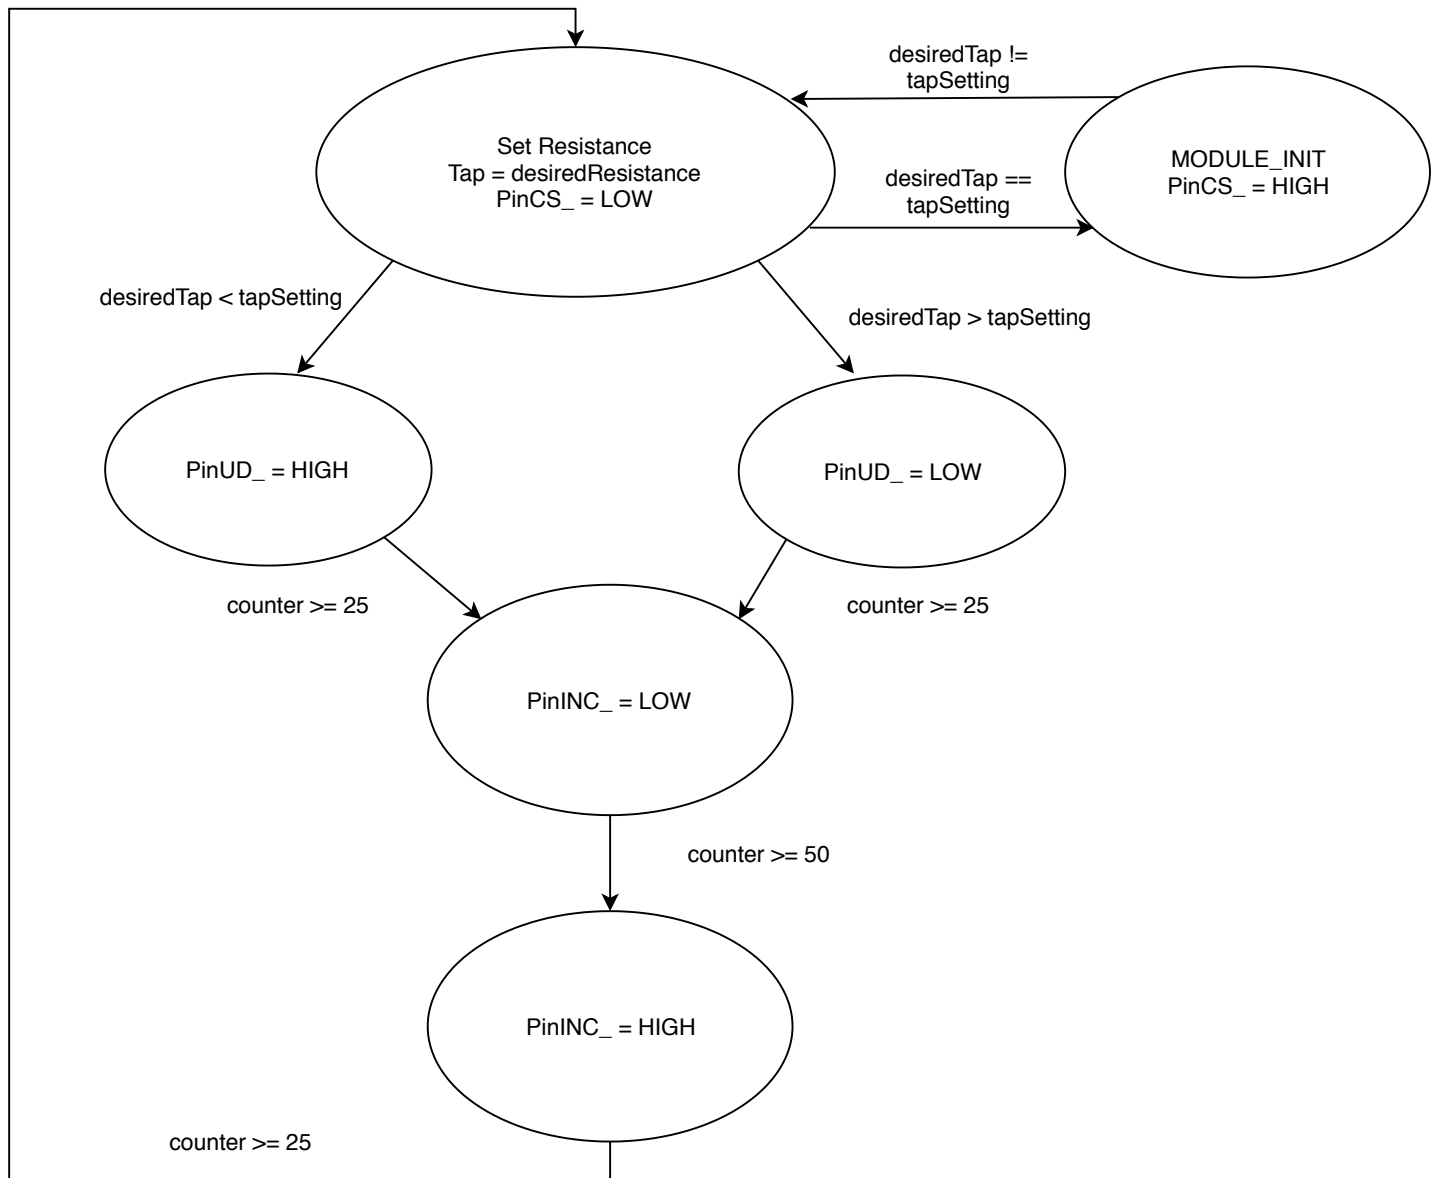 desiredTap !=
tapSetting
Set Resistance
Tap = desiredResistance
PinCS_ = LOW
MODULE_INIT
PinCS_ = HIGH
desiredTap ==
tapSetting
desiredTap < tapSetting
desiredTap > tapSetting
PinUD_ = HIGH
PinUD_ = LOW
counter >= 25
counter >= 25
PinINC_ = LOW
counter >= 50
PinINC_ = HIGH
counter >= 25